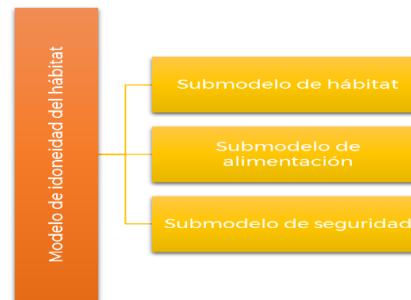 Modelo de idoneidad del hábitat
Submodelo de hábitat
Submodelo de
alimentación
Submodelo de seguridad